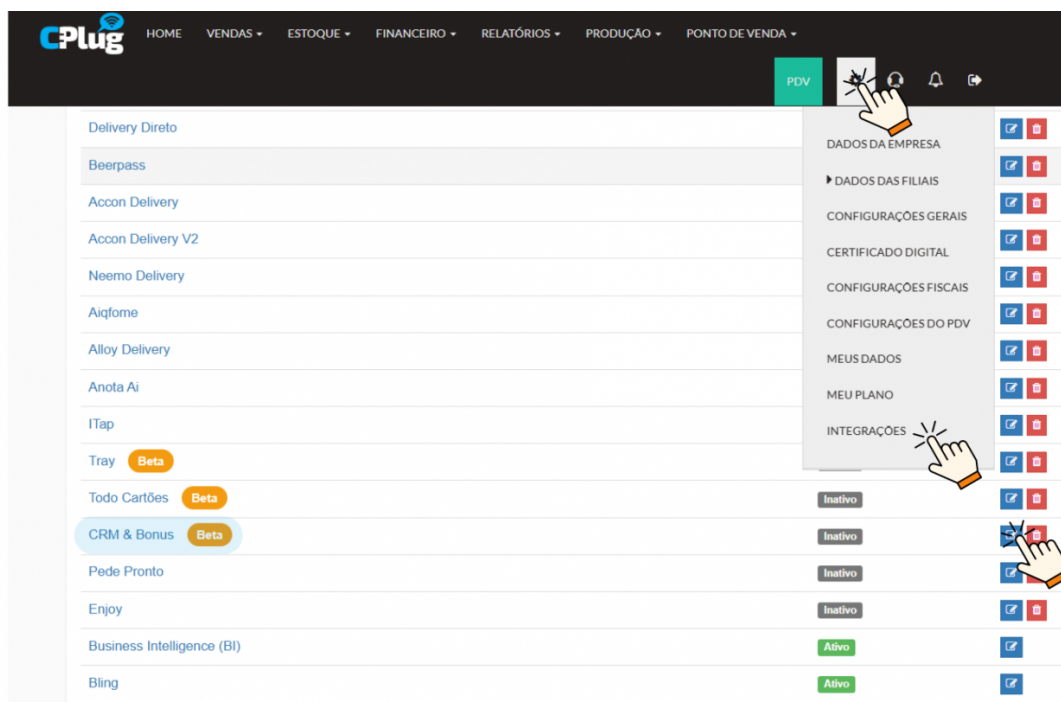 CPlug HOME VENDAS ESTOQUE FINANCEIRO RELATÓRIOS PRODUÇÃO PONTO DE VENDA
PDV
Delivery Direto
Beerpass
Accon Delivery
Accon Delivery V2
Neemo Delivery
Aiqfome
Alloy Delivery
Anota Ai
ITap
Tray Beta
Todo Cartões Beta Inativo
CRM & Bonus Beta Inativo
Pede Pronto Inativo
Enjoy Inativo
Business Intelligence (BI) Ativo
Bling Ativo
DADOS DA EMPRESA
DADOS DAS FILIAIS
CONFIGURAÇÕES GERAIS
CERTIFICADO DIGITAL
CONFIGURAÇÕES FISCAIS
CONFIGURAÇÕES DO PDV
MEUS DADOS
MEU PLANO
INTEGRAÇÕES